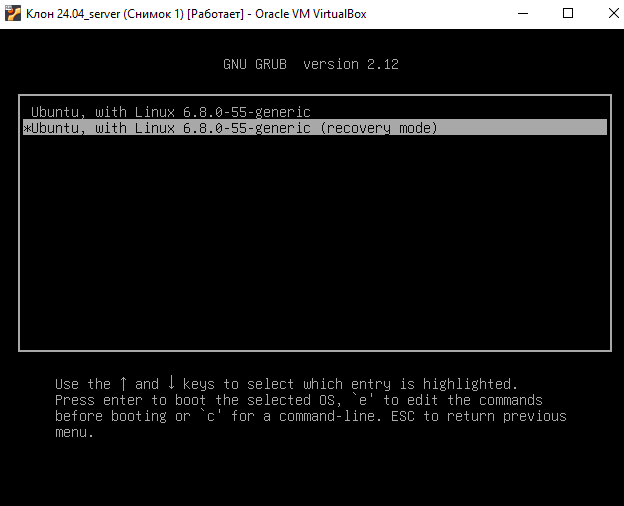 Клон 24.04_server (Снимок 1) [Работает] - Oracle VM VirtualBox
GNU GRUB version 2.12
Ubuntu, with Linux 6.8.0-55-generic
*Ubuntu, with Linux 6.8.0-55-generic (recovery mode)
Use the ↑ and ↓ keys to select which entry is highlighted.
Press enter to boot the selected OS, `e' to edit the commands
before booting or `c' for a command-line. ESC to return previous
menu.